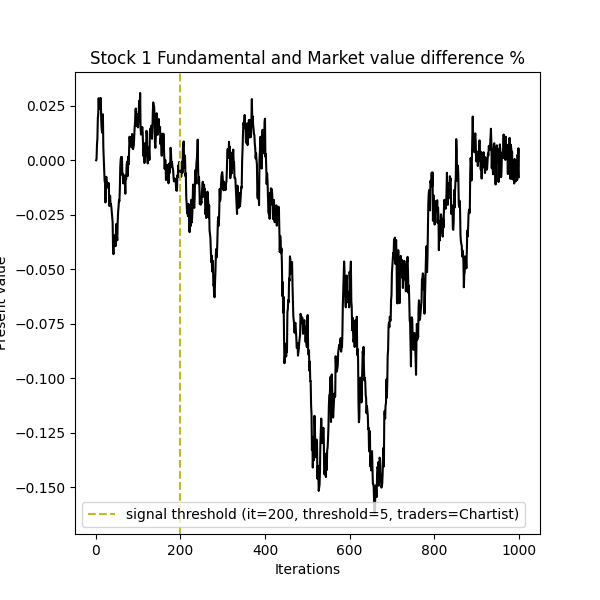 Stock 1 Fundamental and Market value difference %
0.025
0.000
−0.025
−0.050
−0.075
−0.100
−0.125
−0.150
Present value
signal threshold (it=200, threshold=5, traders=Chartist)
0 200 400 600 800 1000
Iterations